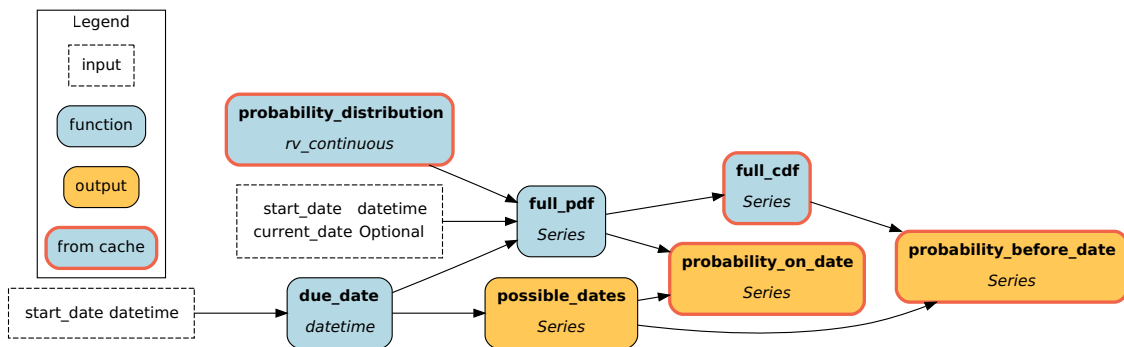 Legend
input
function
output
from cache
probability_distribution
rv_continuous
start_date datetime
current_date Optional
start_date datetime
due_date
datetime
full_pdf
Series
possible_dates
Series
full_cdf
Series
probability_on_date
Series
probability_before_date
Series